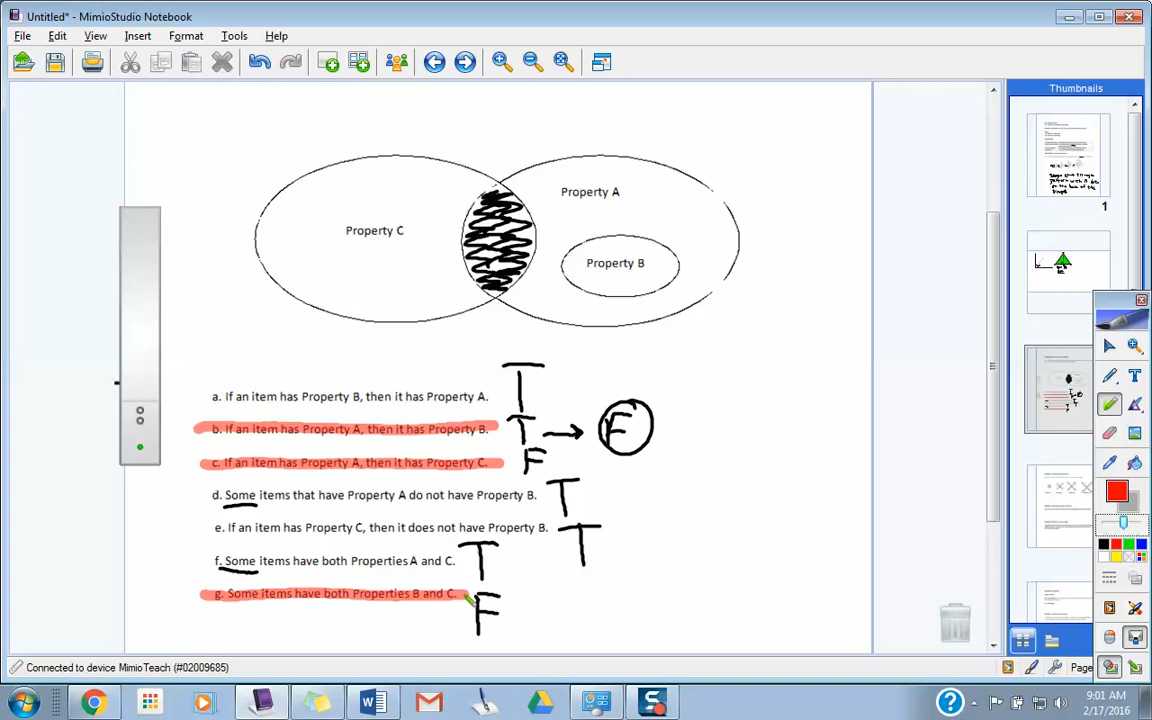 Untitled* - MimioStudio Notebook
File Edit View Insert Format Tools Help
Thumbnails
1
Property C
Property A
Property B
a. If an item has Property B, then it has Property A. T
b. If an item has Property A, then it has Property B. T → F
c. If an item has Property A, then it has Property C. F
d. Some items that have Property A do not have Property B. T
e. If an item has Property C, then it does not have Property B. T
f. Some items have both Properties A and C. T
g. Some items have both Properties B and C. F
Connected to device MimioTeach (#02009685)
Page
9:01 AM
2/17/2016